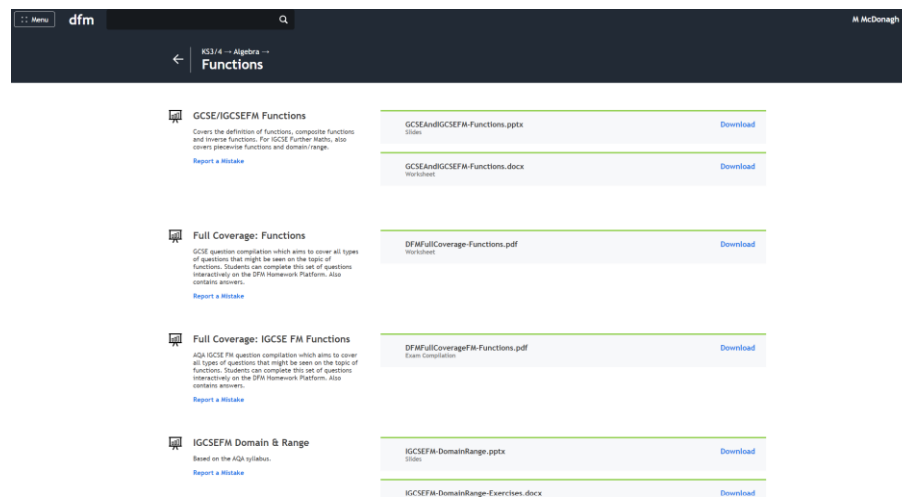 Menu
dfm
M McDonagh
KS3/4 → Algebra →
Functions
GCSE/IGCSEFM Functions
Covers the definition of functions, composite functions
and inverse functions. For IGCSE Further Maths, also
covers piecewise functions and domain/range.
Report a Mistake
GCSEAndIGCSEFM-Functions.pptx
Slides
Download
GCSEAndIGCSEFM-Functions.docx
Worksheet
Download
Full Coverage: Functions
GCSE question compilation which aims to cover all types
of questions that might be seen on the topic of
functions. Students can complete this set of questions
interactively on the DFM Homework Platform. Also
contains answers.
Report a Mistake
DFMFullCoverage-Functions.pdf
Worksheet
Download
Full Coverage: IGCSE FM Functions
AQA IGCSE FM question compilation which aims to cover
all types of questions that might be seen on the topic of
functions. Students can complete this set of questions
interactively on the DFM Homework Platform. Also
contains answers.
Report a Mistake
DFMFullCoverageFM-Functions.pdf
Exam Compilation
Download
IGCSEFM Domain & Range
Based on the AQA syllabus.
Report a Mistake
IGCSEFM-DomainRange.pptx
Slides
Download
IGCSEFM-DomainRange-Exercises.docx
Download